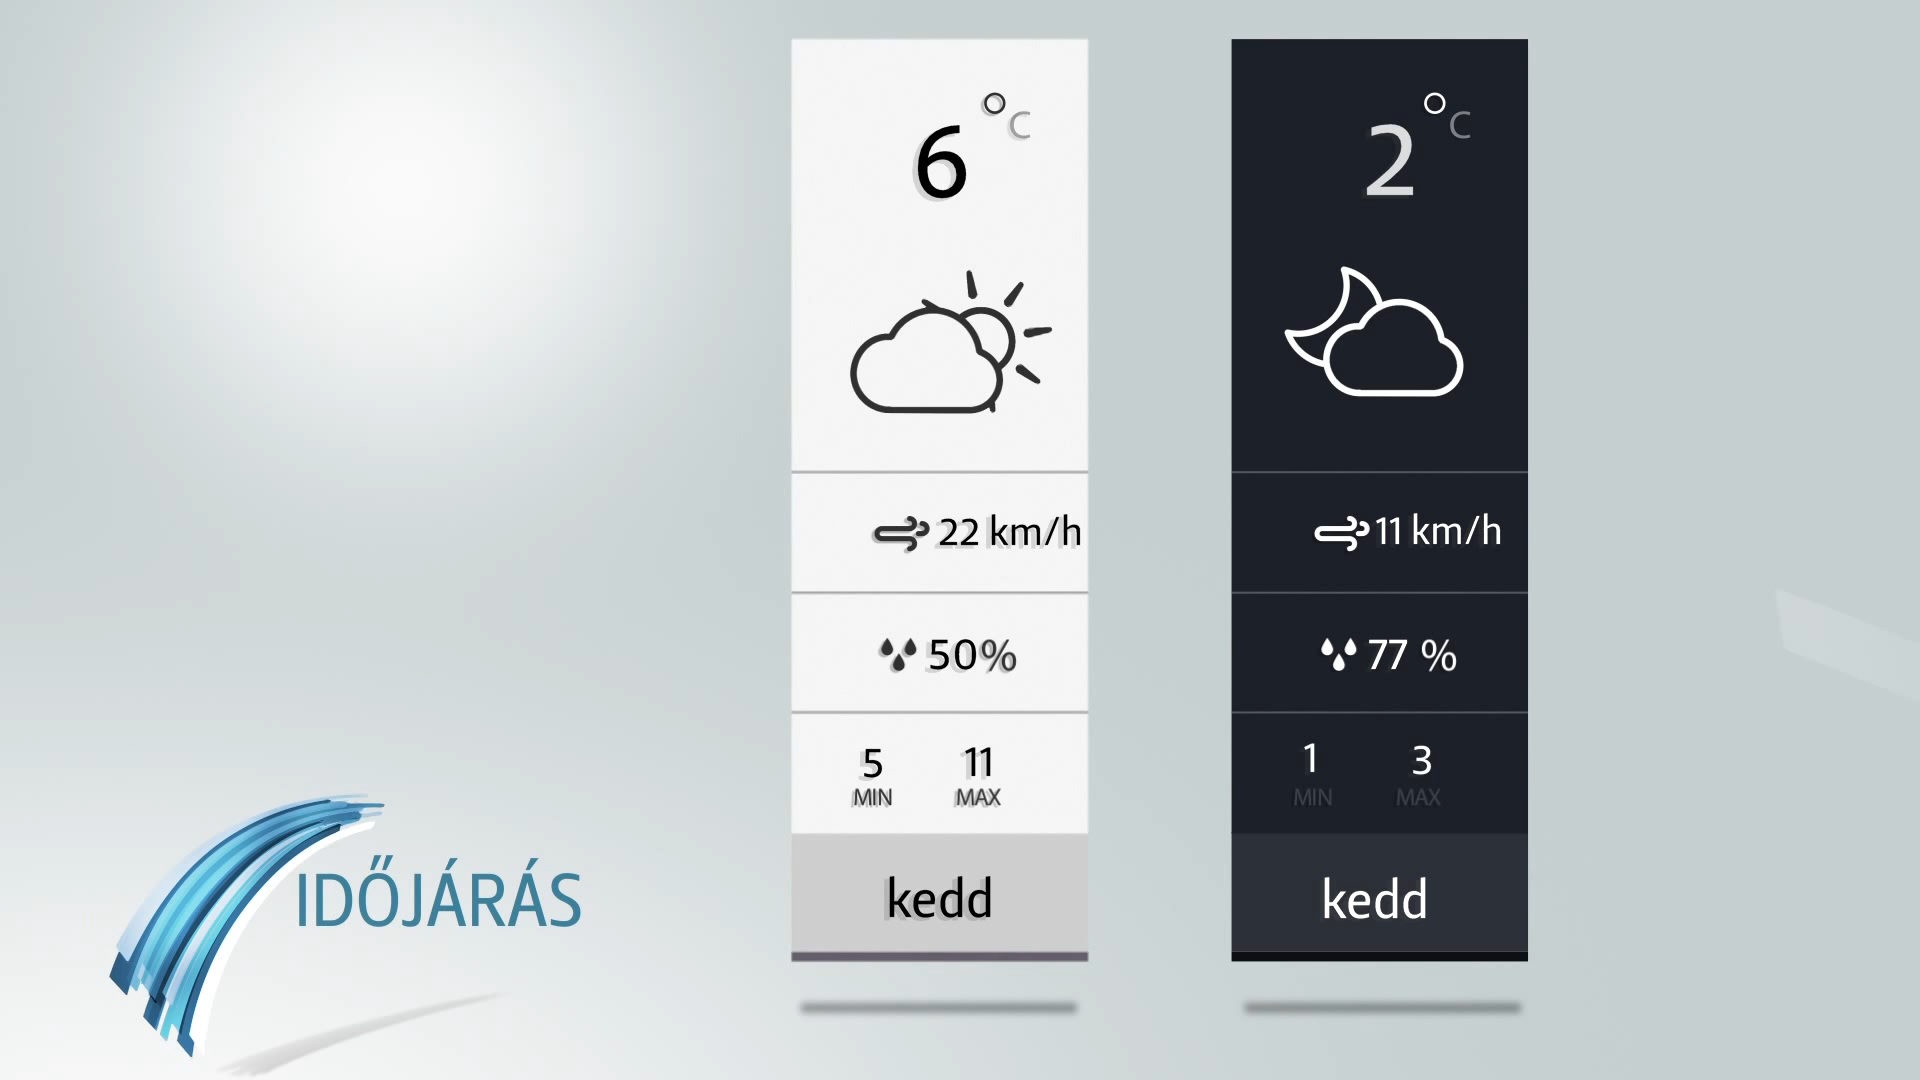 6 °C
22 km/h
50%
5 11
MIN MAX
kedd
2 °C
11 km/h
77 %
1 3
MIN MAX
kedd
IDŐJÁRÁS